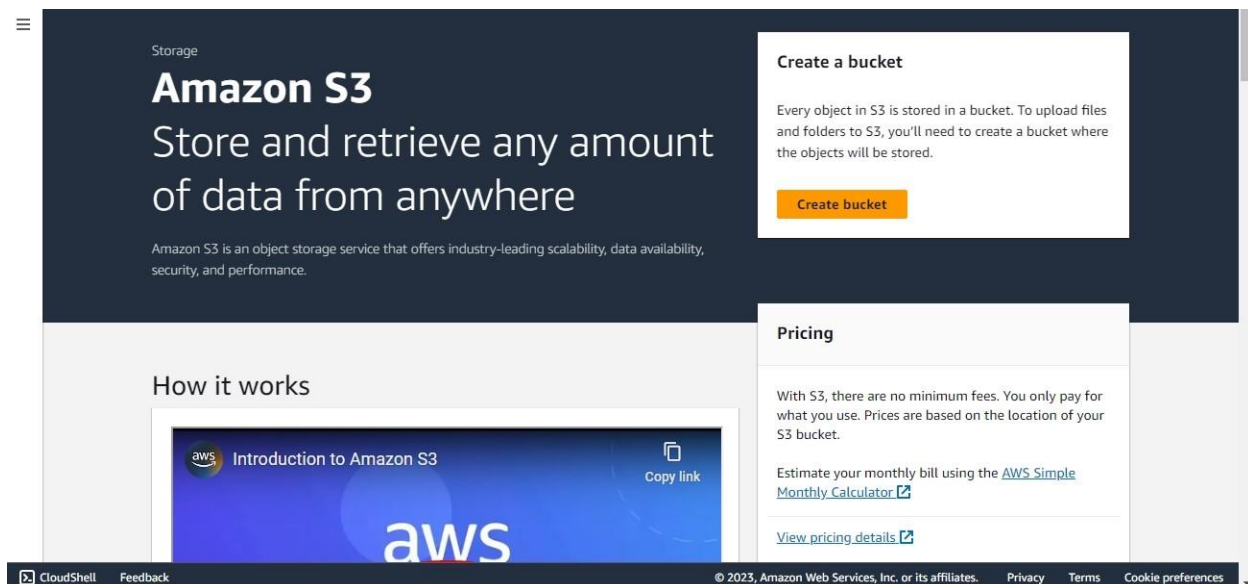 Storage
Amazon S3
Store and retrieve any amount
of data from anywhere
Amazon S3 is an object storage service that offers industry-leading scalability, data availability,
security, and performance.
Create a bucket
Every object in S3 is stored in a bucket. To upload files
and folders to S3, you'll need to create a bucket where
the objects will be stored.
Create bucket
Pricing
With S3, there are no minimum fees. You only pay for
what you use. Prices are based on the location of your
S3 bucket.
Estimate your monthly bill using the AWS Simple
Monthly Calculator
View pricing details
How it works
aws
Introduction to Amazon S3
Copy link
aws
CloudShell Feedback © 2023, Amazon Web Services, Inc. or its affiliates. Privacy Terms Cookie preferences